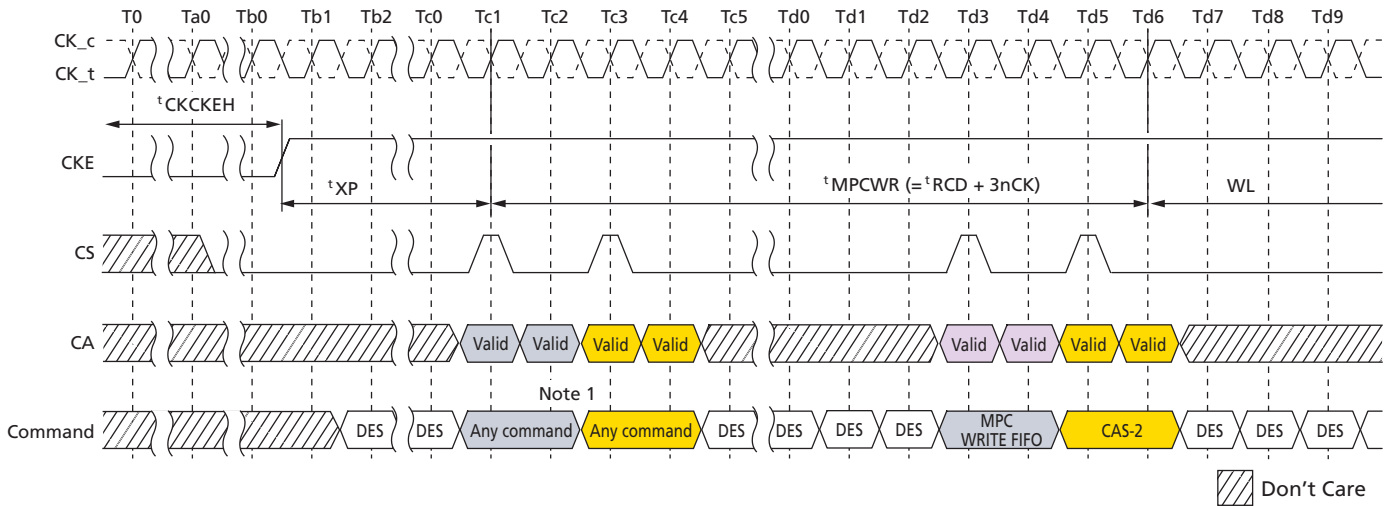 T0 Ta0 Tb0 Tb1 Tb2 Tc0 Tc1 Tc2 Tc3 Tc4 Tc5 Td0 Td1 Td2 Td3 Td4 Td5 Td6 Td7 Td8 Td9
CK_c
CK_t
tCKCKEH
CKE
tXP
tMPCWR (= tRCD + 3nCK)
WL
CS
CA Valid Valid Valid Valid Valid Valid Valid Valid
Note 1
Command DES DES Any command Any command DES DES DES DES MPC WRITE FIFO CAS-2 DES DES DES
Don't Care